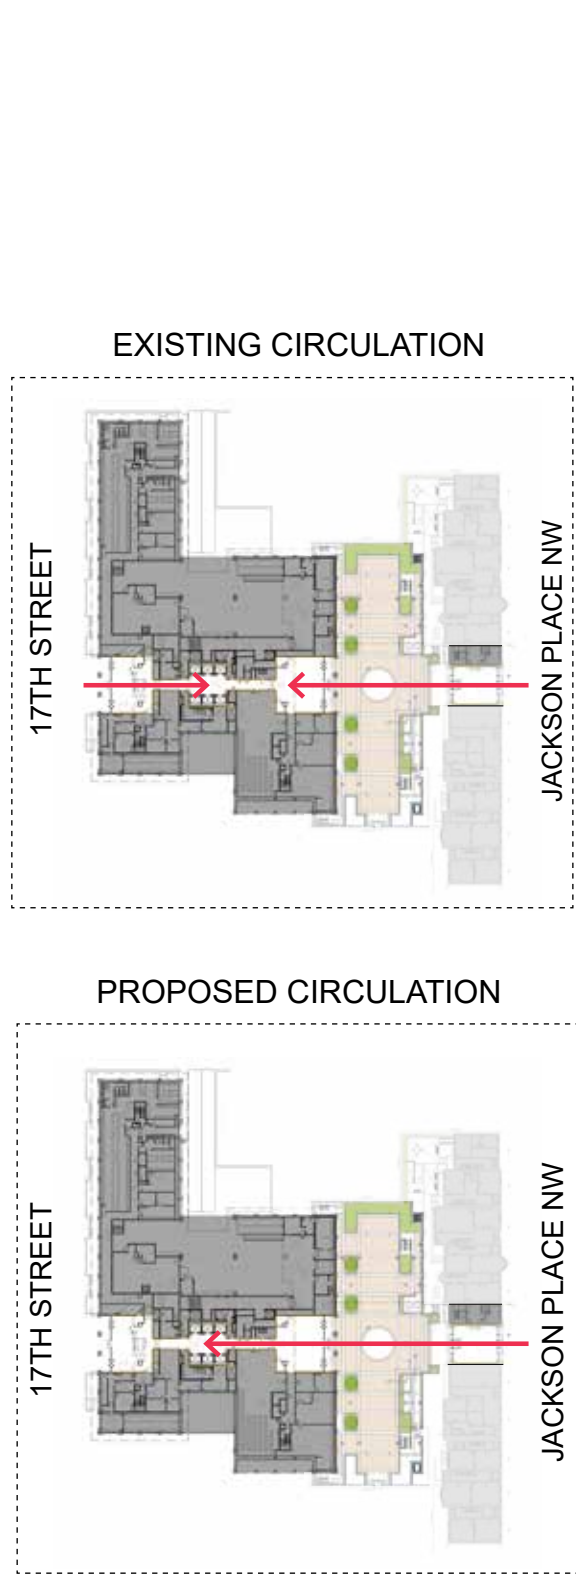 EXISTING CIRCULATION
17TH STREET
JACKSON PLACE NW
PROPOSED CIRCULATION
17TH STREET
JACKSON PLACE NW